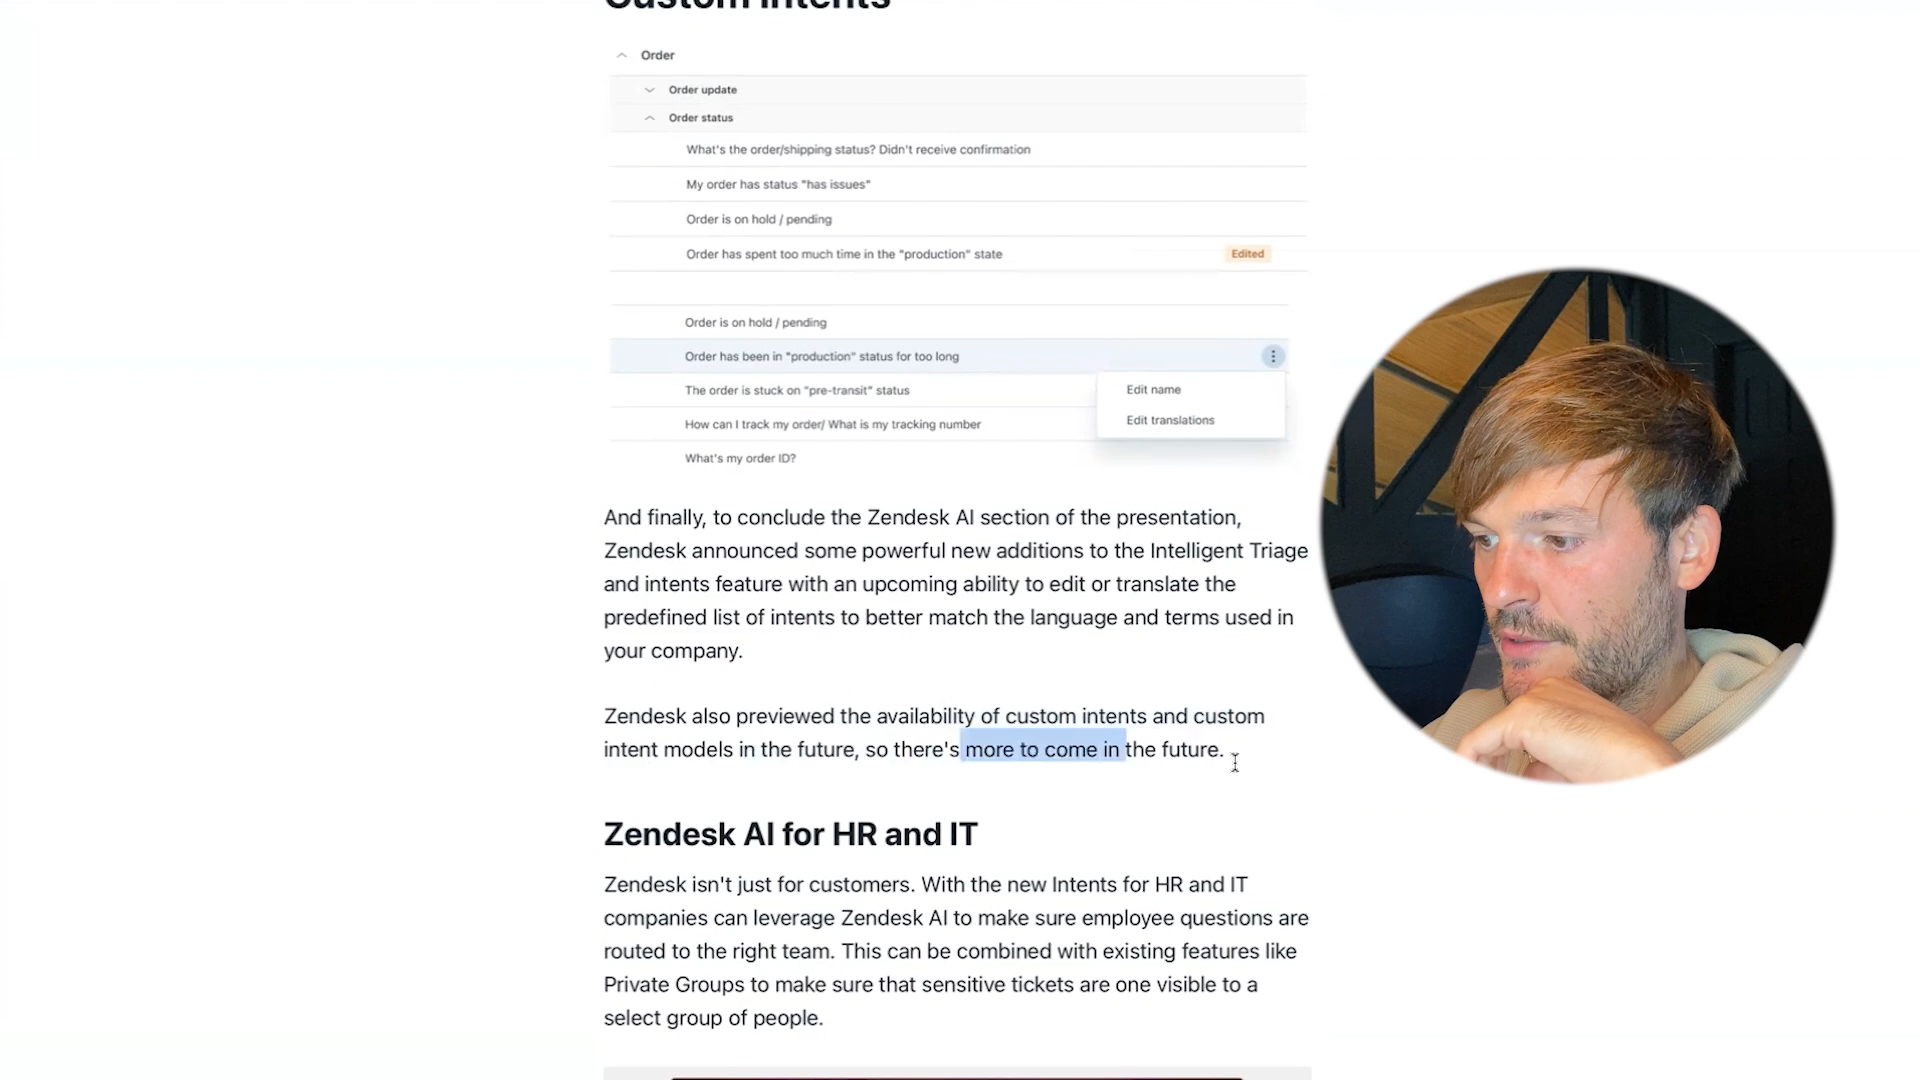 Custom Intents
Order
Order update
Order status
What's the order/shipping status? Didn't receive confirmation
My order has status "has issues"
Order is on hold / pending
Order has spent too much time in the "production" state
Edited
Order is on hold / pending
Order has been in "production" status for too long
The order is stuck on "pre-transit" status
Edit name
How can I track my order/ What is my tracking number
Edit translations
What's my order ID?
And finally, to conclude the Zendesk AI section of the presentation,
Zendesk announced some powerful new additions to the Intelligent Triage
and intents feature with an upcoming ability to edit or translate the
predefined list of intents to better match the language and terms used in
your company.
Zendesk also previewed the availability of custom intents and custom
intent models in the future, so there's more to come in the future.
Zendesk AI for HR and IT
Zendesk isn't just for customers. With the new Intents for HR and IT
companies can leverage Zendesk AI to make sure employee questions are
routed to the right team. This can be combined with existing features like
Private Groups to make sure that sensitive tickets are one visible to a
select group of people.